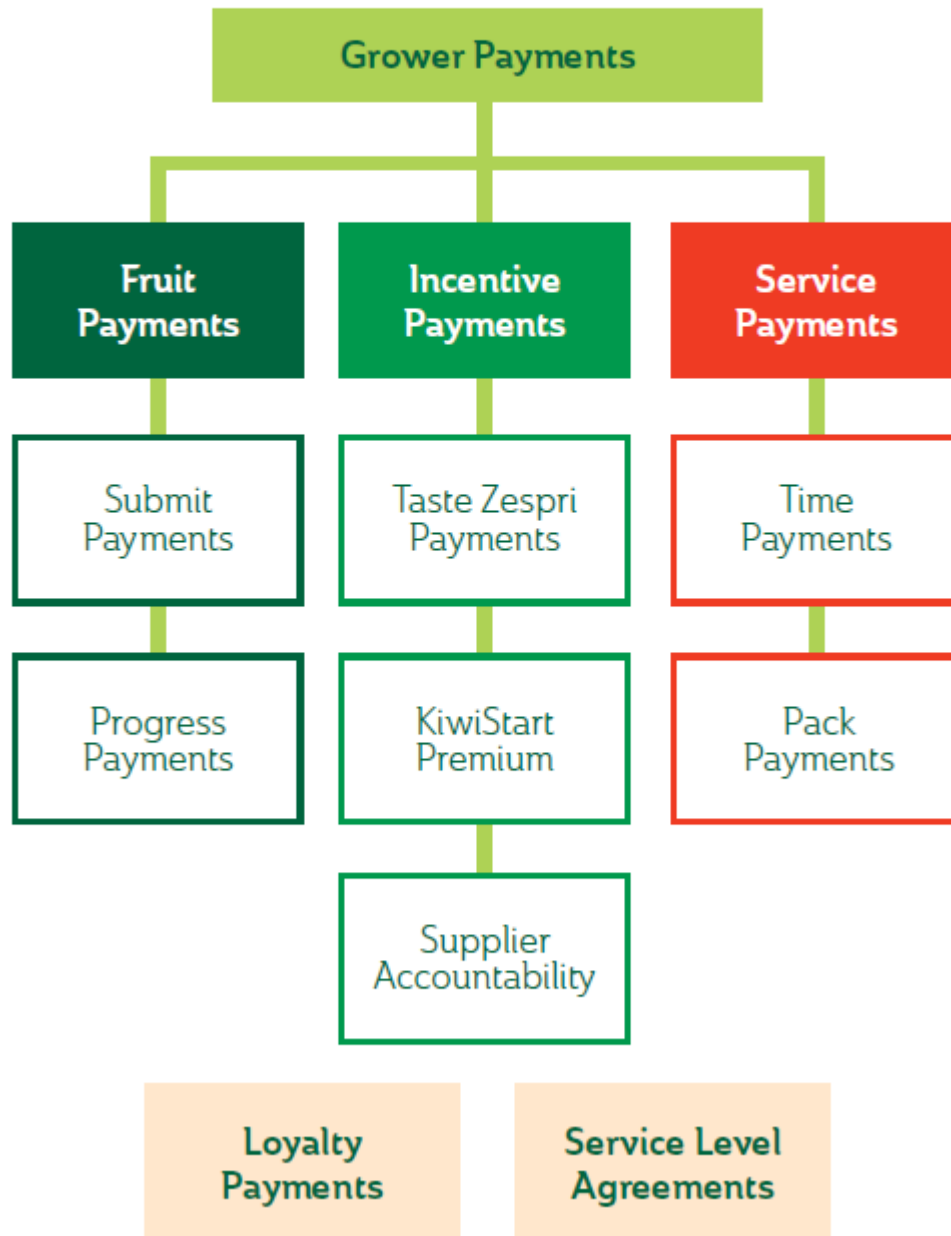 Grower Payments
Fruit
Payments
Incentive
Payments
Service
Payments
Submit
Payments
Taste Zespri
Payments
Time
Payments
Progress
Payments
KiwiStart
Premium
Pack
Payments
Supplier
Accountability
Loyalty
Payments
Service Level
Agreements